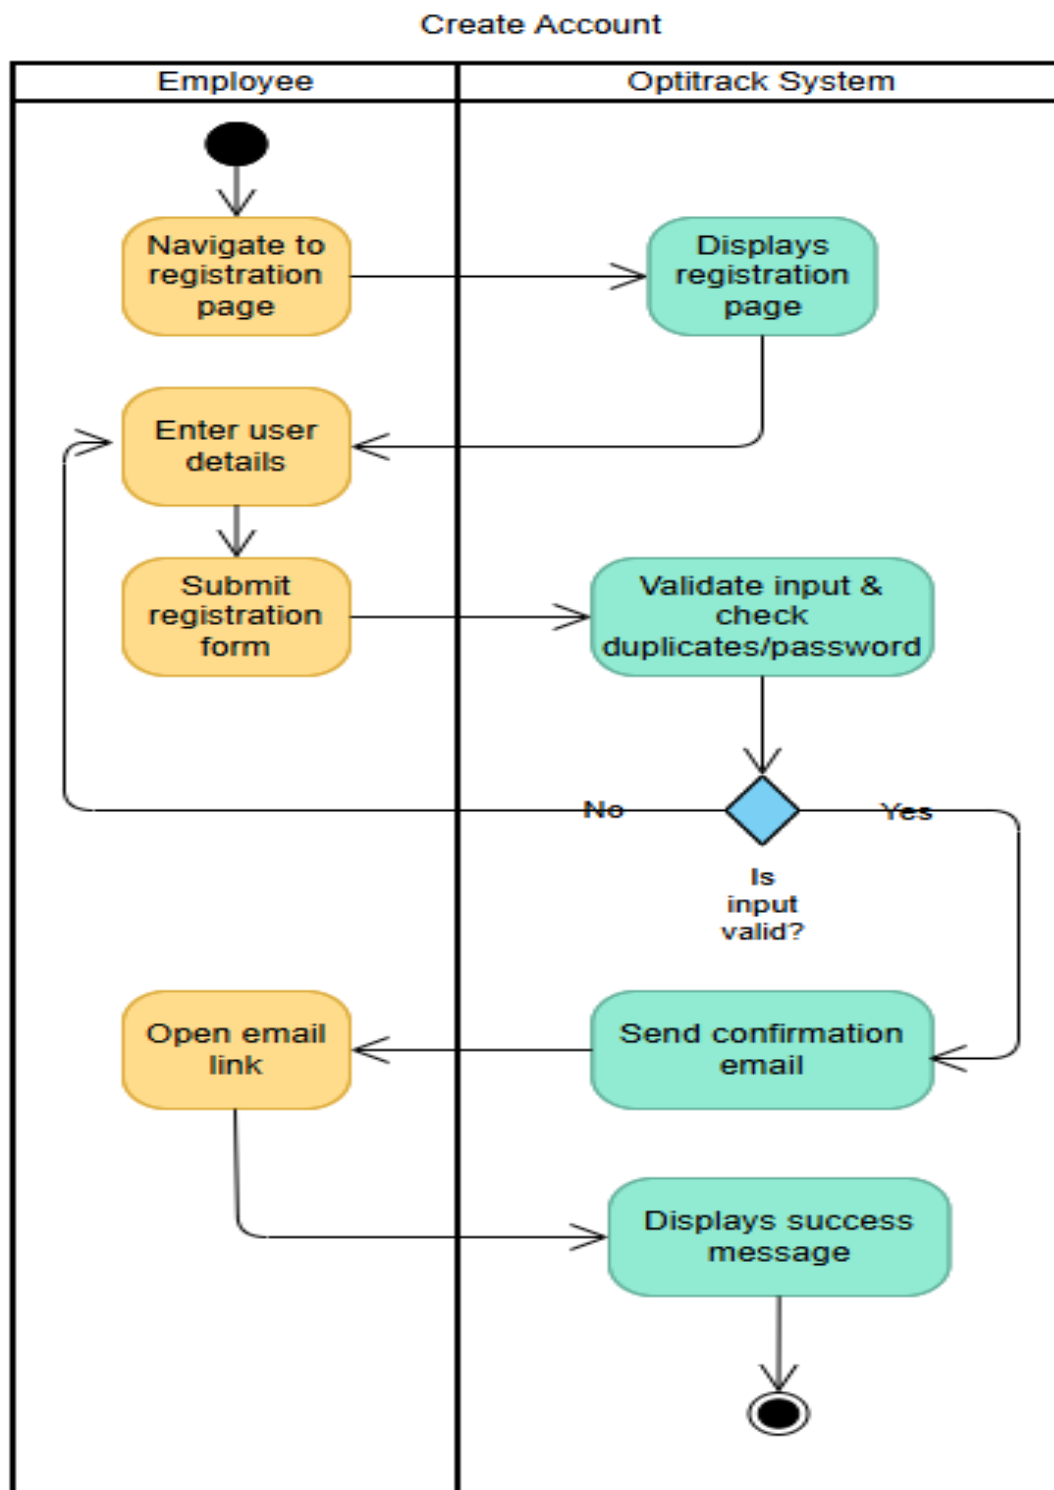 Create Account
Employee
Optitrack System
Navigate to
registration
page
Displays
registration
page
Enter user
details
Submit
registration
form
Validate input &
check
duplicates/password
No
Yes
Is
input
valid?
Open email
link
Send confirmation
email
Displays success
message